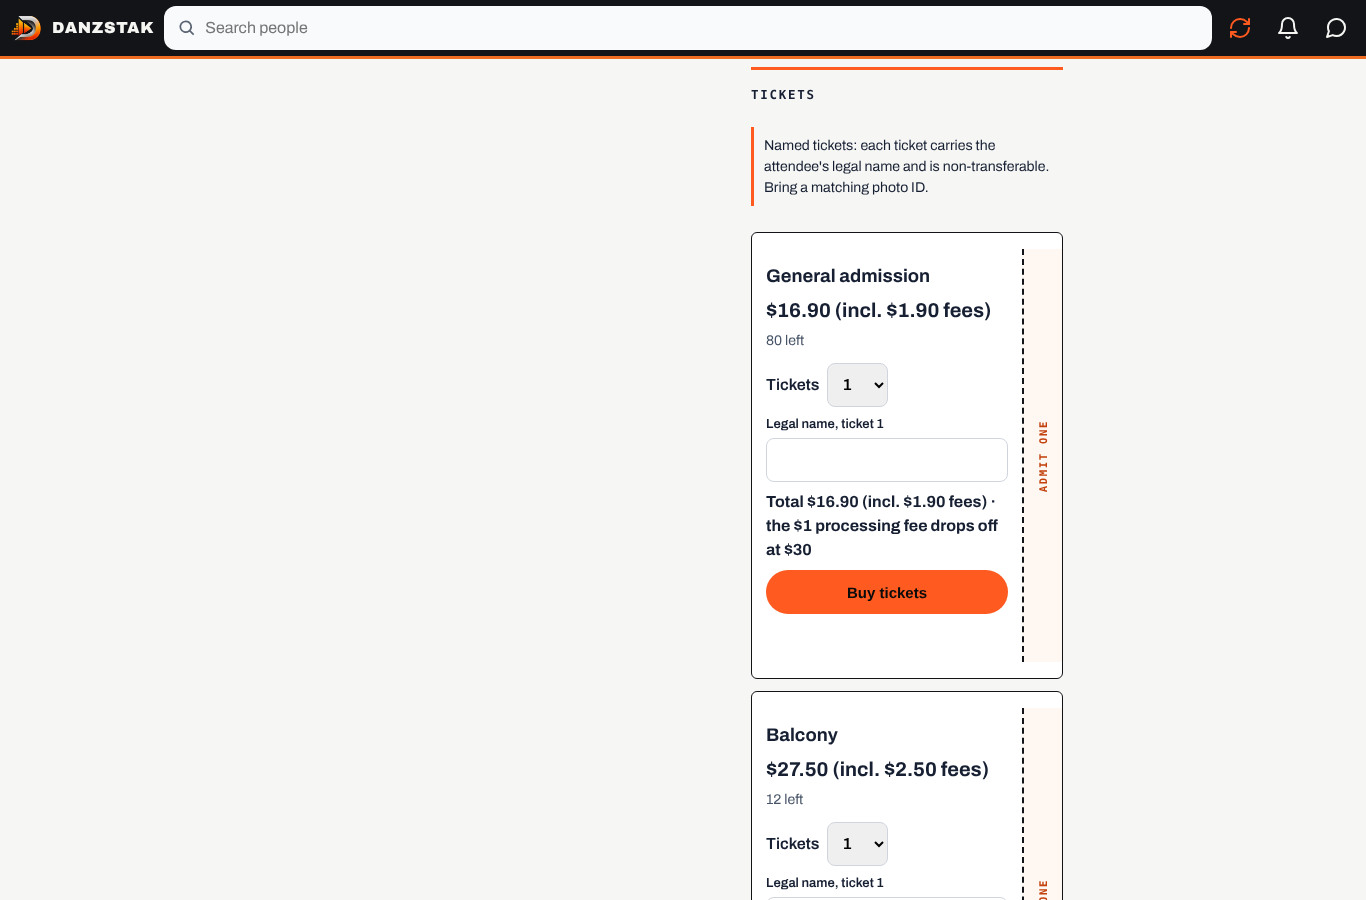 DANZSTAK
Search people
TICKETS
Named tickets: each ticket carries the
attendee's legal name and is non-transferable.
Bring a matching photo ID.
General admission
$16.90 (incl. $1.90 fees)
80 left
Tickets 1
Legal name, ticket 1
Total $16.90 (incl. $1.90 fees) ·
the $1 processing fee drops off
at $30
Buy tickets
ADMIT ONE
Balcony
$27.50 (incl. $2.50 fees)
12 left
Tickets 1
Legal name, ticket 1
ONE